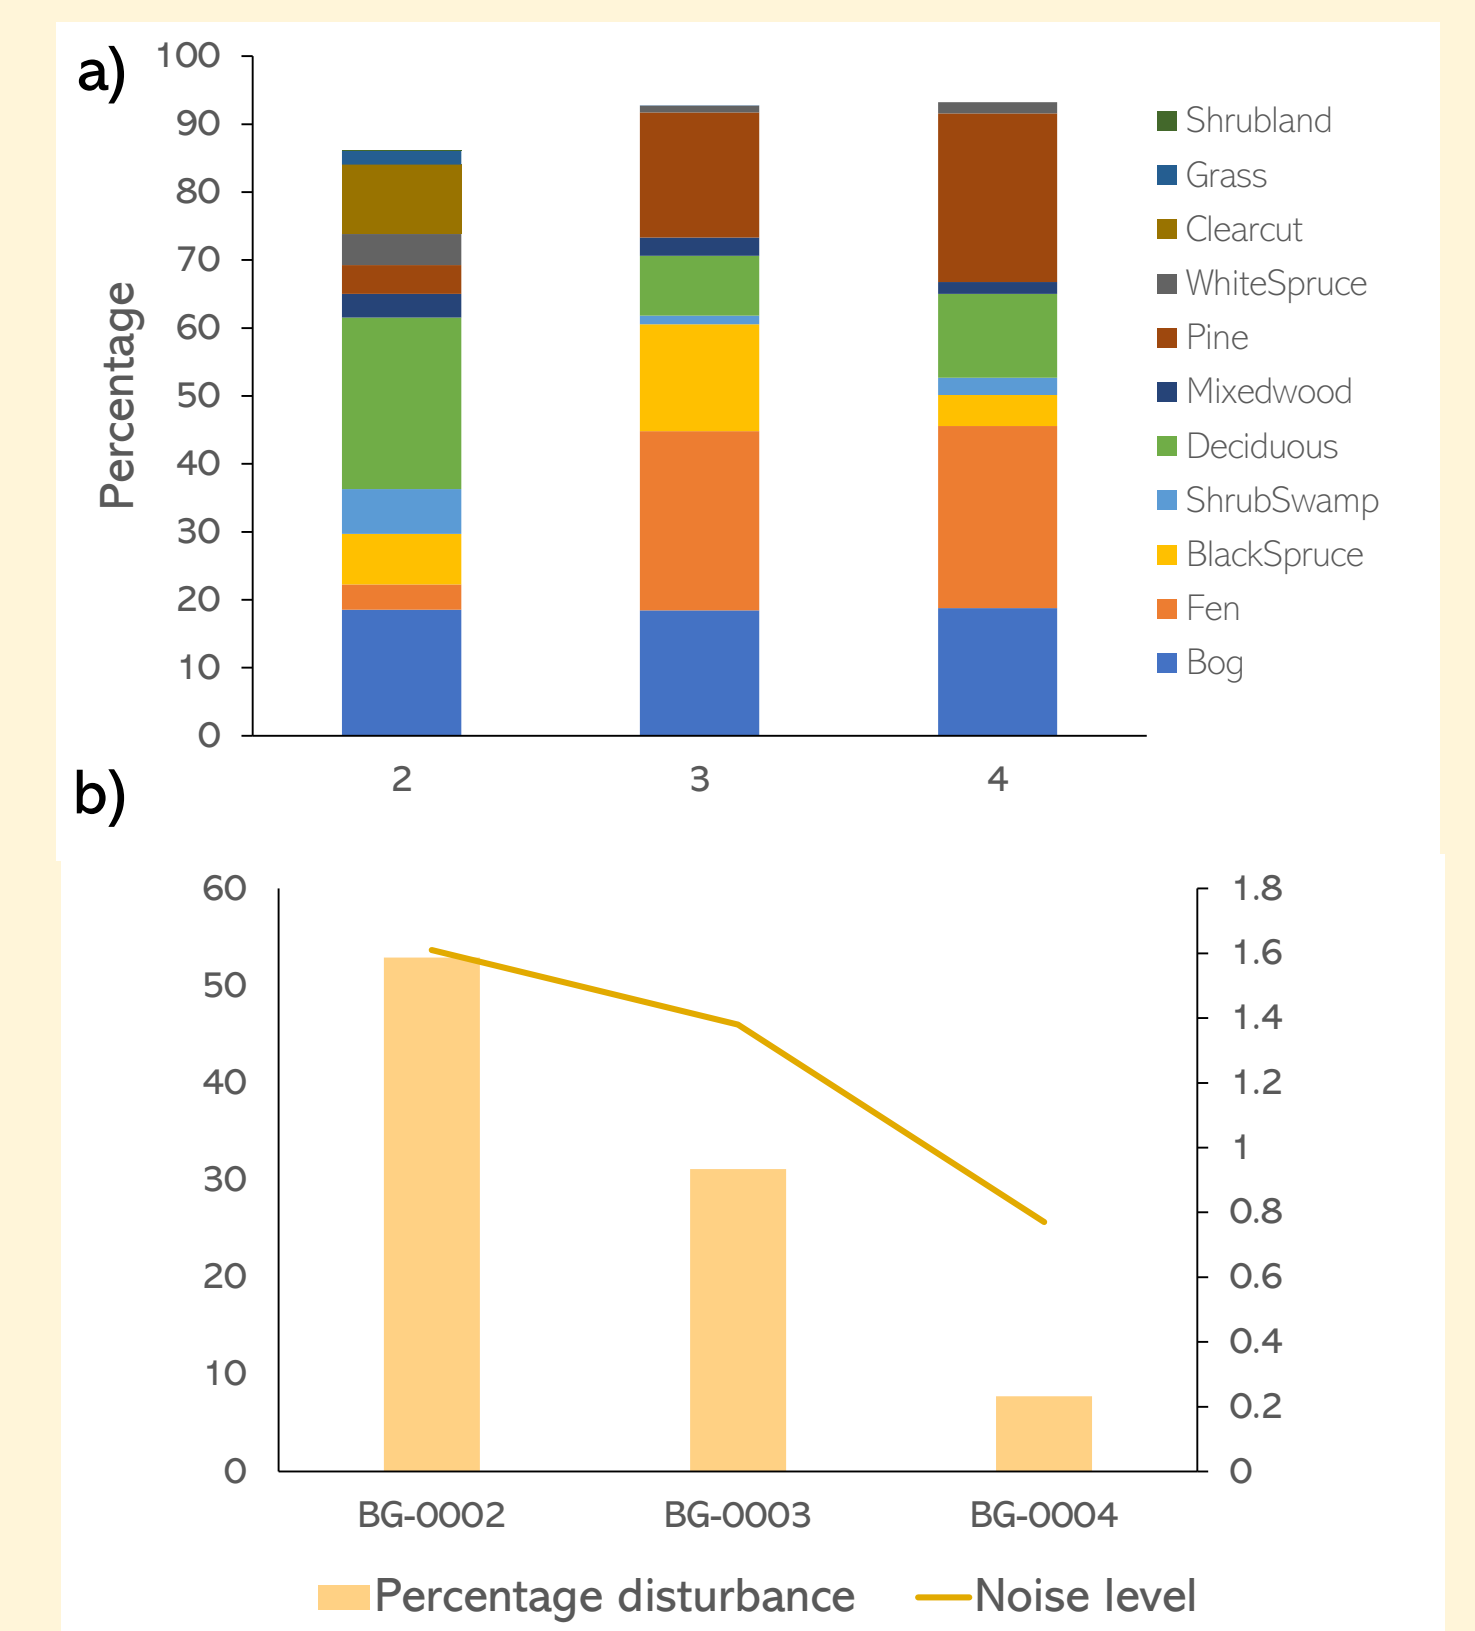 a)
Percentage
100
90
80
70
60
50
40
30
20
10
0
2 3 4
Shrubland
Grass
Clearcut
WhiteSpruce
Pine
Mixedwood
Deciduous
ShrubSwamp
BlackSpruce
Fen
Bog
b)
60
50
40
30
20
10
0
1.8
1.6
1.4
1.2
1
0.8
0.6
0.4
0.2
0
BG-0002 BG-0003 BG-0004
Percentage disturbance Noise level